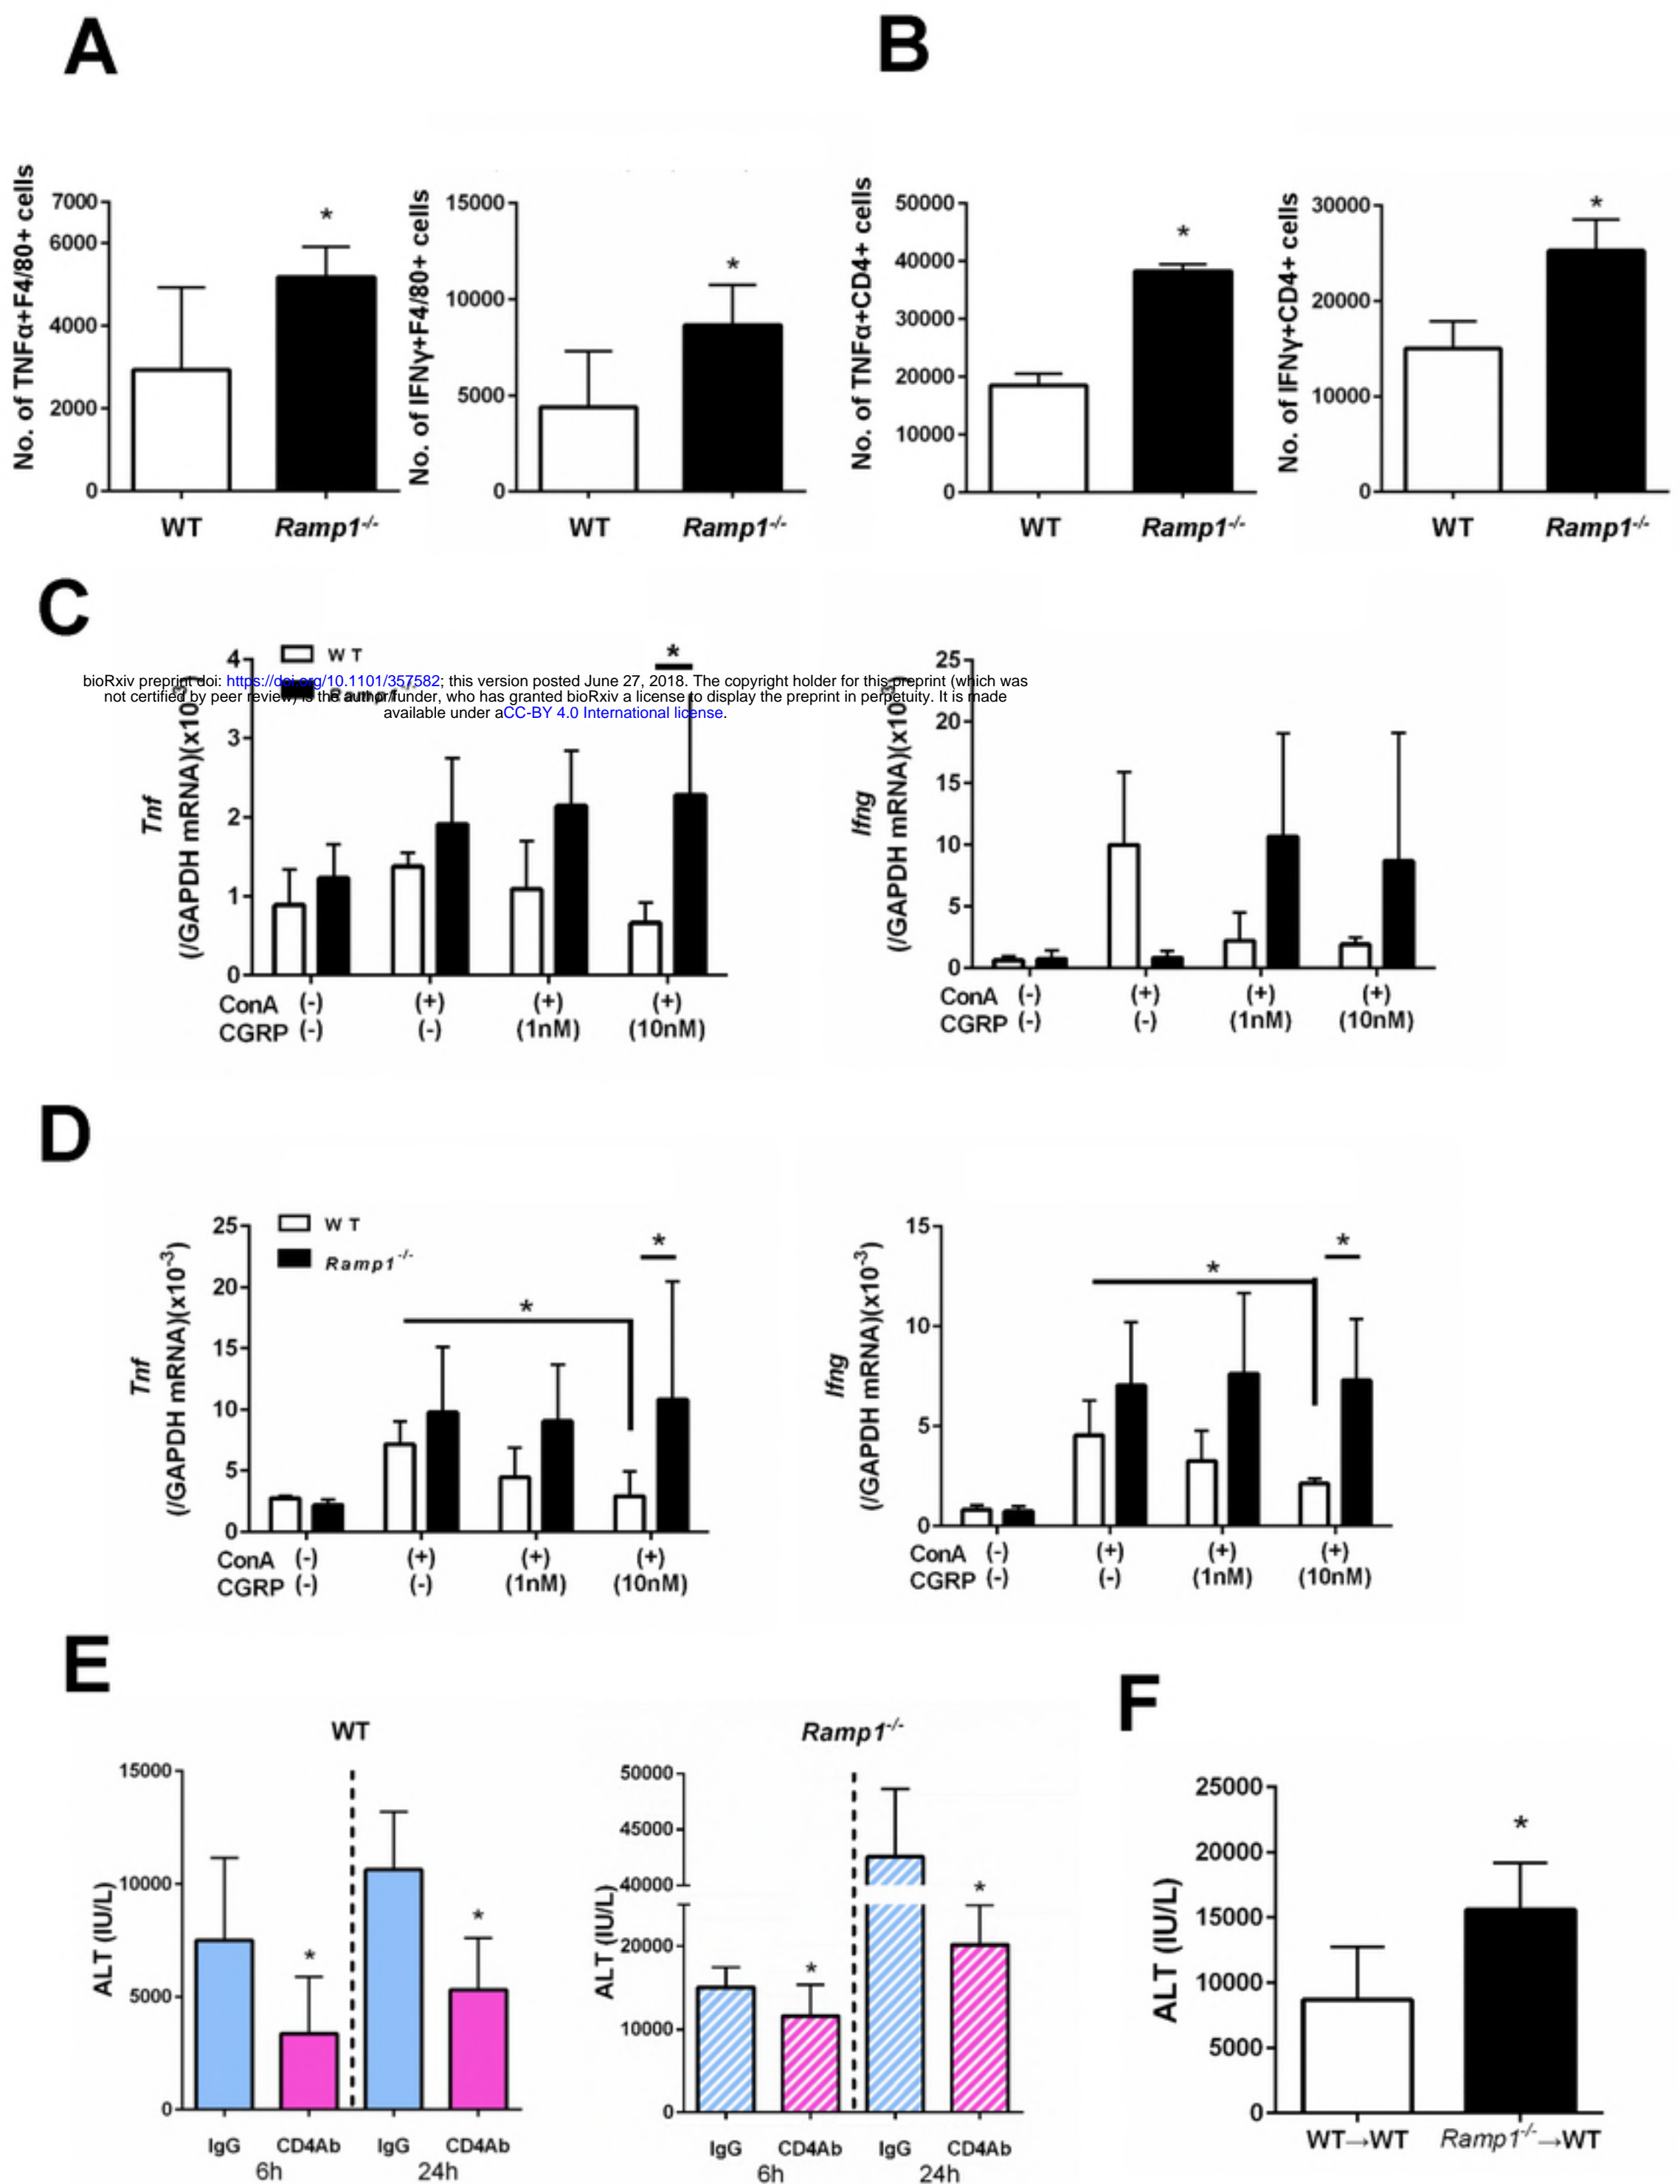 A
B
No. of TNFα+F4/80+ cells
7000
6000
4000
2000
0
*
WT
Ramp1-/-
No. of IFNγ+F4/80+ cells
15000
10000
5000
0
*
WT
Ramp1-/-
No. of TNFα+CD4+ cells
50000
40000
30000
20000
10000
0
*
WT
Ramp1-/-
No. of IFNγ+CD4+ cells
30000
20000
10000
0
*
WT
Ramp1-/-
C
bioRxiv preprint doi: https://doi.org/10.1101/357582; this version posted June 27, 2018. The copyright holder for this preprint (which was
not certified by peer review) is the author/funder, who has granted bioRxiv a license to display the preprint in perpetuity. It is made
available under aCC-BY 4.0 International license.
WT
Ramp1-/-
Tnf
(/GAPDH mRNA)(x10-3)
4
3
2
1
0
*
ConA (-) (+) (+) (+)
CGRP (-) (-) (1nM) (10nM)
Ifng
(/GAPDH mRNA)(x10-3)
25
20
15
10
5
0
ConA (-) (+) (+) (+)
CGRP (-) (-) (1nM) (10nM)
D
WT
Ramp1-/-
Tnf
(/GAPDH mRNA)(x10-3)
25
20
15
10
5
0
*
*
ConA (-) (+) (+) (+)
CGRP (-) (-) (1nM) (10nM)
Ifng
(/GAPDH mRNA)(x10-3)
15
10
5
0
*
*
ConA (-) (+) (+) (+)
CGRP (-) (-) (1nM) (10nM)
E
WT
ALT (IU/L)
15000
10000
5000
0
*
*
IgG CD4Ab IgG CD4Ab
6h 24h
Ramp1-/-
ALT (IU/L)
50000
45000
40000
20000
10000
0
*
*
IgG CD4Ab IgG CD4Ab
6h 24h
F
ALT (IU/L)
25000
20000
15000
10000
5000
0
*
WT→WT Ramp1-/-→WT